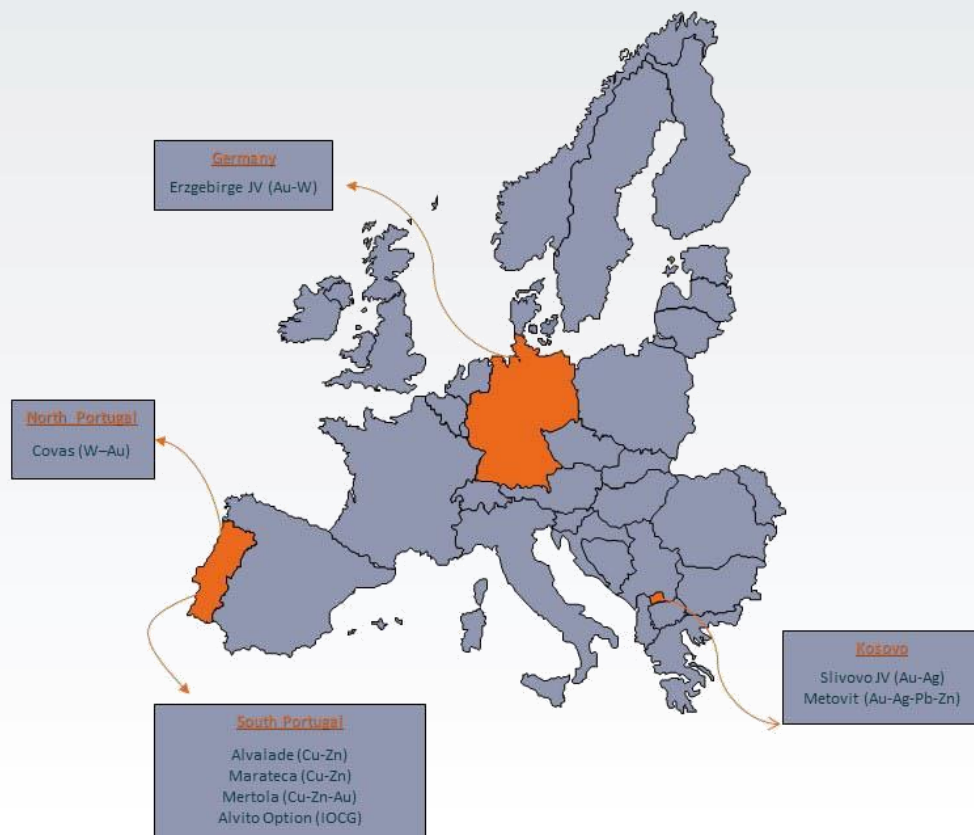 Germany
Erzgebirge JV (Au-W)
North Portugal
Covas (W–Au)
Kosovo
Slivovo JV (Au-Ag)
Metovit (Au-Ag-Pb-Zn)
South Portugal
Alvalade (Cu-Zn)
Marateca (Cu-Zn)
Mertola (Cu-Zn-Au)
Alvito Option (IOCG)